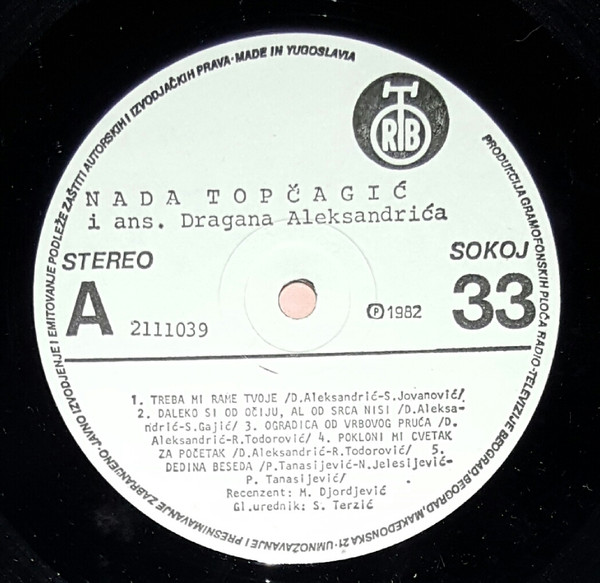 PRODUKCIJA GRAMOFONSKIH PLOČA RADIO-TELEVIZIJE BEOGRAD, BEOGRAD, MAKEDONSKA 21 · UMNOŽAVANJE I PRESNIMAVANJE ZABRANJENO · JAVNO IZVODJENJE I EMITOVANJE PODLEŽE ZAŠTITI AUTORSKIH I IZVODJAČKIH PRAVA · MADE IN YUGOSLAVIA
RTB
NADA TOPČAGIĆ
i ans. Dragana Aleksandrića
STEREO
SOKOJ
A
2111039
Ⓟ 1982
33
1. TREBA MI RAME TVOJE /D.Aleksandrić-S.Jovanović/
2. DALEKO SI OD OČIJU, AL OD SRCA NISI /D.Aleksa-
ndrić-S.Gajić/ 3. OGRADICA OD VRBOVOG PRUĆA /D.
Aleksandrić-R.Todorović/ 4. POKLONI MI CVETAK
ZA POČETAK /D.Aleksandrić-R.Todorović/ 5.
DEDINA BESEDA /P.Tanasijević-N.Jelesijević-
P. Tanasijević/
Recenzent: M. Djordjević
Gl.urednik: S. Terzić